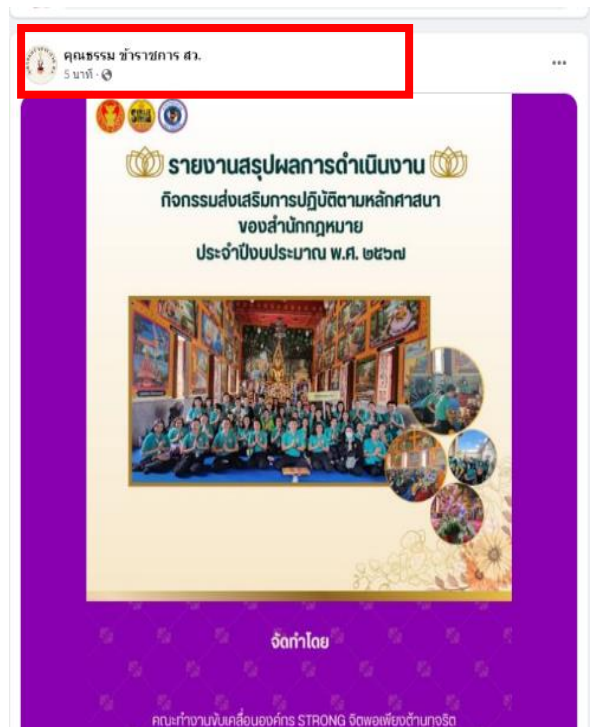 คุณธรรม ข้าราชการ สว.
5 นาที ·
รายงานสรุปผลการดำเนินงาน
กิจกรรมส่งเสริมการปฏิบัติตามหลักศาสนา
ของสำนักกฎหมาย
ประจำปีงบประมาณ พ.ศ. ๒๕๖๗
จัดทำโดย
คณะทำงานขับเคลื่อนองค์กร STRONG จิตพอเพียงต้านทุจริต